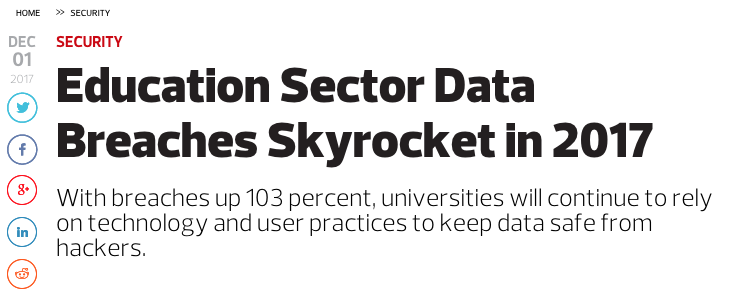 HOME >> SECURITY
DEC
01
2017
SECURITY
Education Sector Data
Breaches Skyrocket in 2017
With breaches up 103 percent, universities will continue to rely
on technology and user practices to keep data safe from
hackers.
f
g+
in